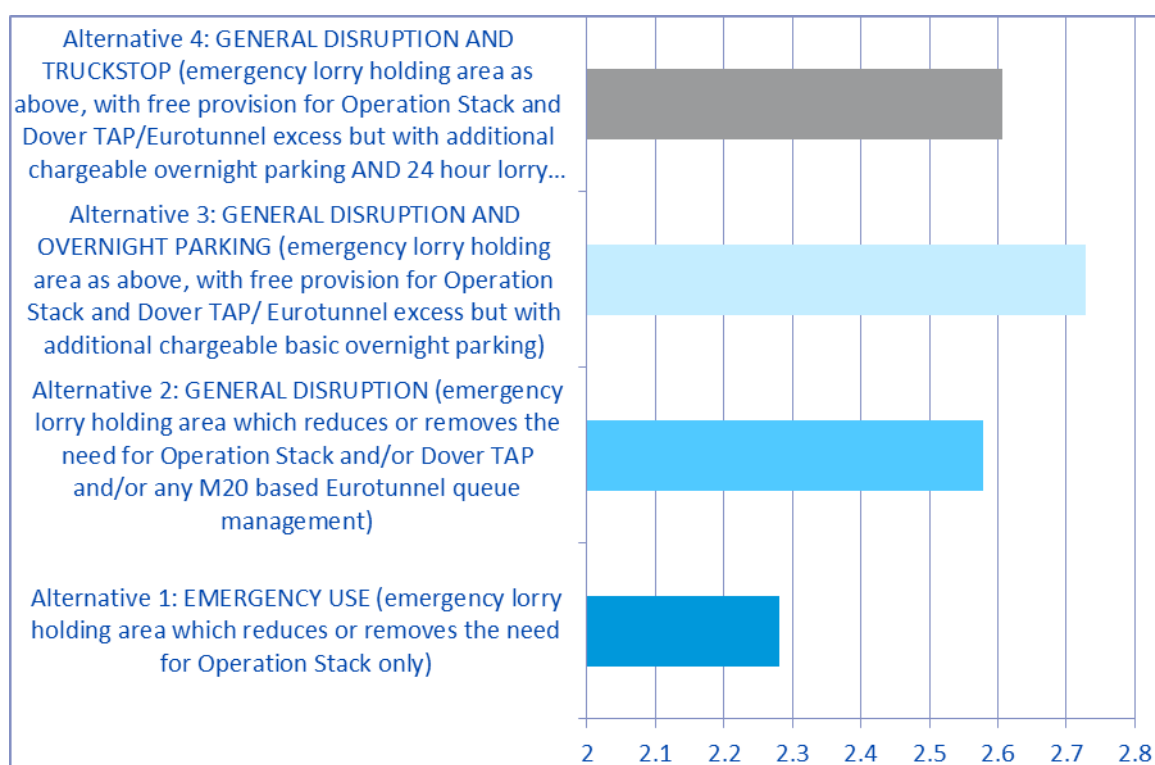 Alternative 4: GENERAL DISRUPTION AND
TRUCKSTOP (emergency lorry holding area as
above, with free provision for Operation Stack and
Dover TAP/Eurotunnel excess but with additional
chargeable overnight parking AND 24 hour lorry...
Alternative 3: GENERAL DISRUPTION AND
OVERNIGHT PARKING (emergency lorry holding
area as above, with free provision for Operation
Stack and Dover TAP/ Eurotunnel excess but with
additional chargeable basic overnight parking)
Alternative 2: GENERAL DISRUPTION (emergency
lorry holding area which reduces or removes the
need for Operation Stack and/or Dover TAP
and/or any M20 based Eurotunnel queue
management)
Alternative 1: EMERGENCY USE (emergency lorry
holding area which reduces or removes the need
for Operation Stack only)
2 2.1 2.2 2.3 2.4 2.5 2.6 2.7 2.8